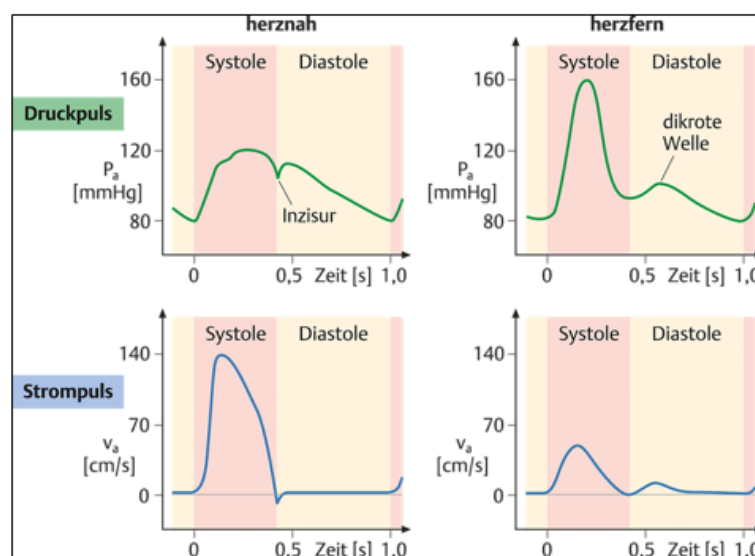 herznah
herzfern
Druckpuls
160
120
80
Pa
[mmHg]
Systole
Diastole
Inzisur
0
0,5
Zeit [s]
1,0
160
120
80
Pa
[mmHg]
Systole
Diastole
dikrote
Welle
0
0,5
Zeit [s]
1,0
Strompuls
140
70
0
va
[cm/s]
Systole
Diastole
0
0,5
Zeit [s]
1,0
140
70
0
va
[cm/s]
Systole
Diastole
0
0,5
Zeit [s]
1,0